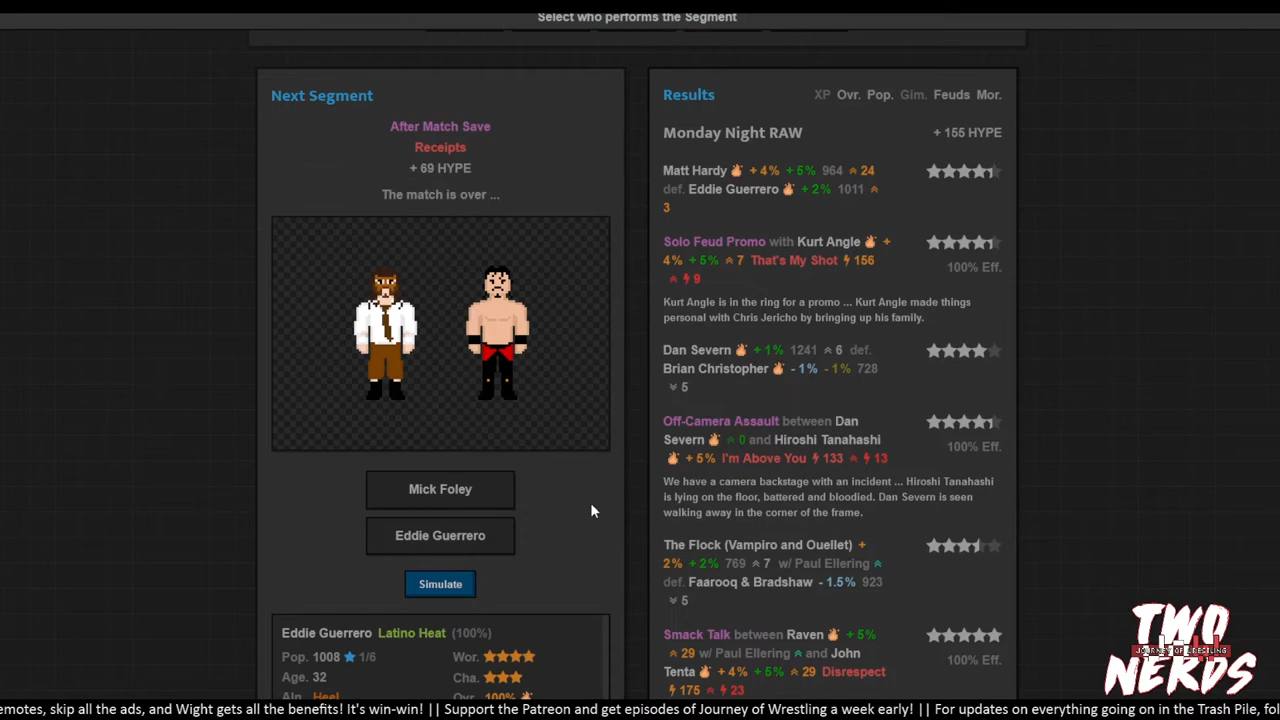 Select who performs the Segment
Next Segment
After Match Save
Receipts
+ 69 HYPE
The match is over ...
Mick Foley
Eddie Guerrero
Simulate
Eddie Guerrero Latino Heat (100%)
Pop. 1008 1/6 Wor.
Age. 32 Cha.
Aln. Heel Ovr. 100%
Results XP Ovr. Pop. Gim. Feuds Mor.
Monday Night RAW + 155 HYPE
Matt Hardy + 4% + 5% 964 24
def. Eddie Guerrero + 2% 1011
3
Solo Feud Promo with Kurt Angle +
4% + 5% 7 That's My Shot 156
9
100% Eff.
Kurt Angle is in the ring for a promo ... Kurt Angle made things
personal with Chris Jericho by bringing up his family.
Dan Severn + 1% 1241 6 def.
Brian Christopher - 1% - 1% 728
5
Off-Camera Assault between Dan
Severn 0 and Hiroshi Tanahashi
+ 5% I'm Above You 133 13
100% Eff.
We have a camera backstage with an incident ... Hiroshi Tanahashi
is lying on the floor, battered and bloodied. Dan Severn is seen
walking away in the corner of the frame.
The Flock (Vampiro and Ouellet) +
2% + 2% 769 7 w/ Paul Ellering
def. Faarooq & Bradshaw - 1.5% 923
5
Smack Talk between Raven + 5%
29 w/ Paul Ellering and John
Tenta + 4% + 5% 29 Disrespect
175 23
100% Eff.
TWO
JOURNEY OF WRESTLING
NERDS
emotes, skip all the ads, and Wight gets all the benefits! It's win-win! || Support the Patreon and get episodes of Journey of Wrestling a week early! || For updates on everything going on in the Trash Pile, fol